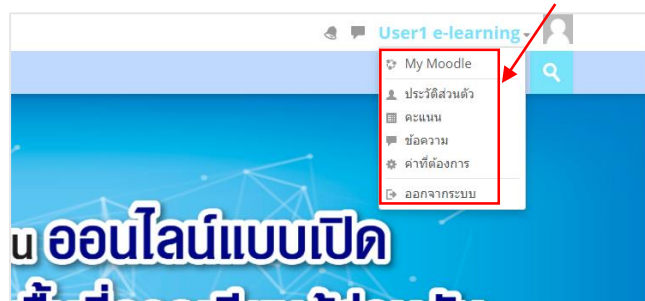 User1 e-learning
My Moodle
ประวัติส่วนตัว
คะแนน
ข้อความ
ค่าที่ต้องการ
ออกจากระบบ
น ออนไลน์แบบเปิด